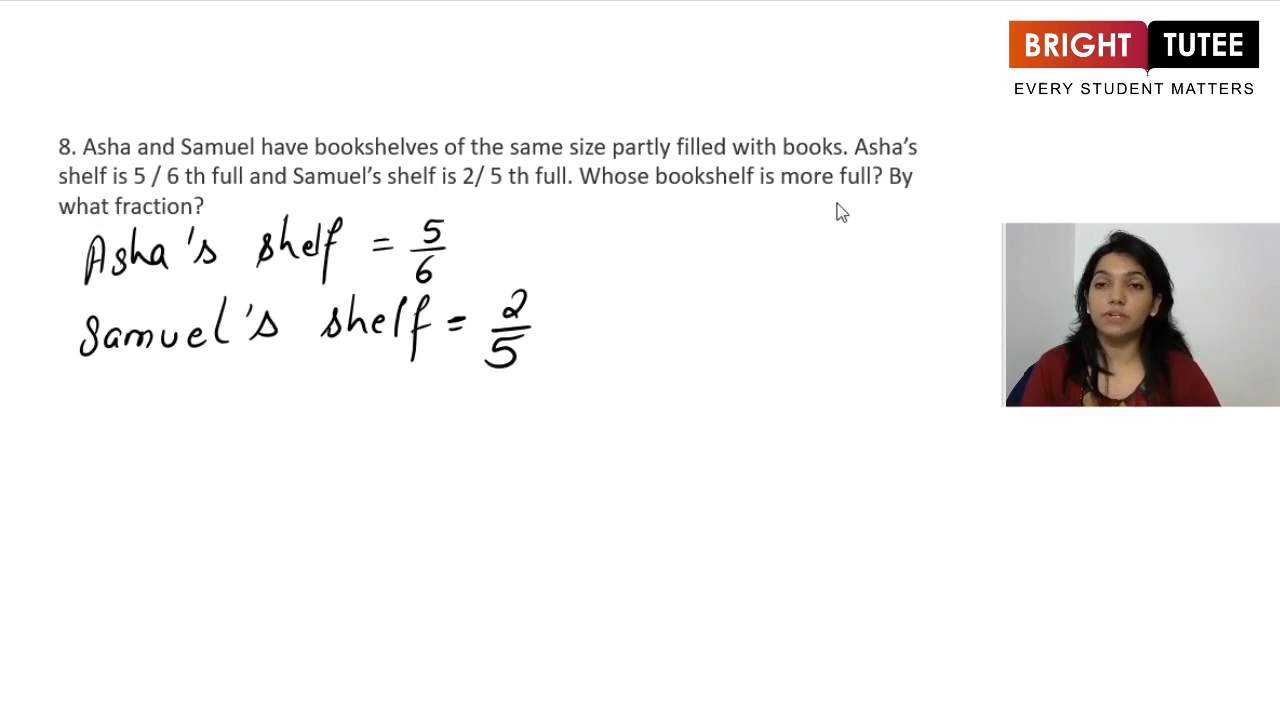 BRIGHT TUTEE
EVERY STUDENT MATTERS
8. Asha and Samuel have bookshelves of the same size partly filled with books. Asha’s
shelf is 5 / 6 th full and Samuel’s shelf is 2/ 5 th full. Whose bookshelf is more full? By
what fraction?
Asha's shelf = 5/6
Samuel's shelf = 2/5